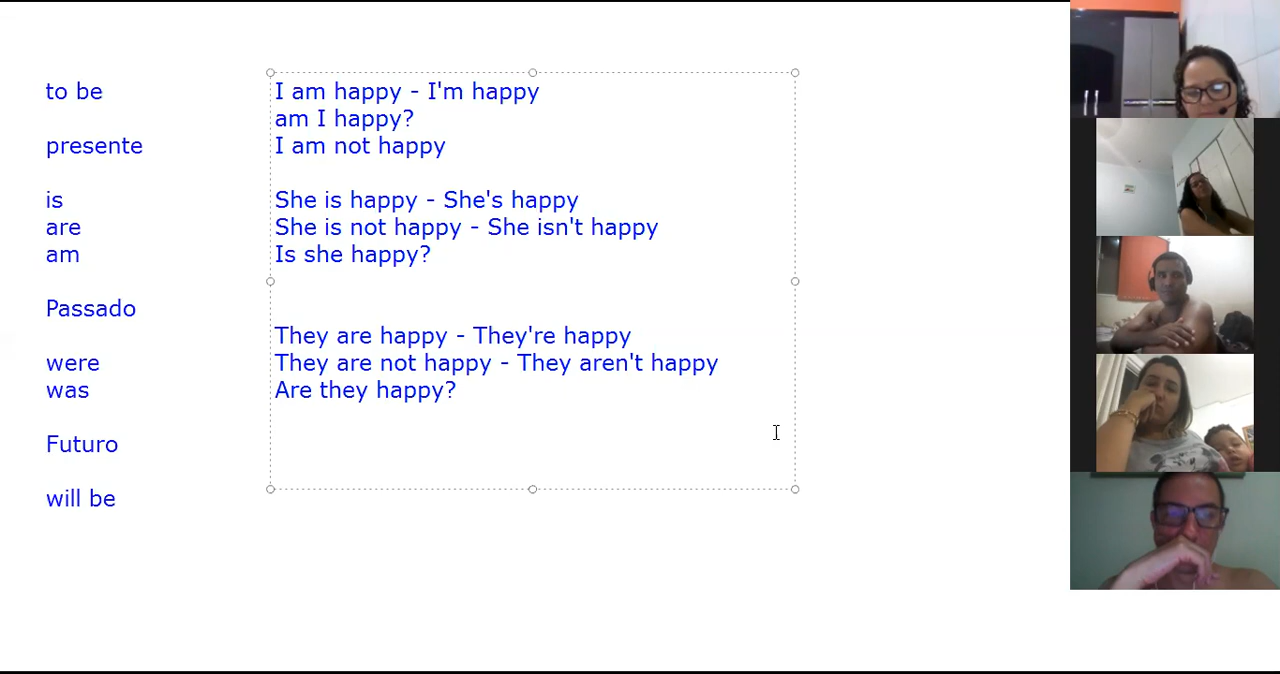 to be
presente
is
are
am
Passado
were
was
Futuro
will be
I am happy - I'm happy
am I happy?
I am not happy
She is happy - She's happy
She is not happy - She isn't happy
Is she happy?
They are happy - They're happy
They are not happy - They aren't happy
Are they happy?